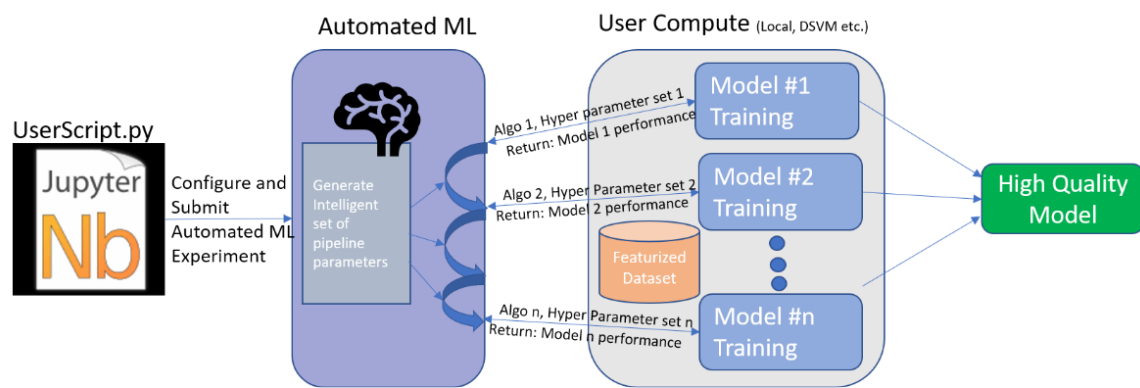 Automated ML
User Compute (Local, DSVM etc.)
UserScript.py
Jupyter
Nb
Configure and
Submit
Automated ML
Experiment
Generate
Intelligent
set of
pipeline
parameters
Algo 1, Hyper parameter set 1
Return: Model 1 performance
Algo 2, Hyper Parameter set 2
Return: Model 2 performance
Algo n, Hyper Parameter set n
Return: Model n performance
Featurized
Dataset
Model #1
Training
Model #2
Training
Model #n
Training
High Quality
Model